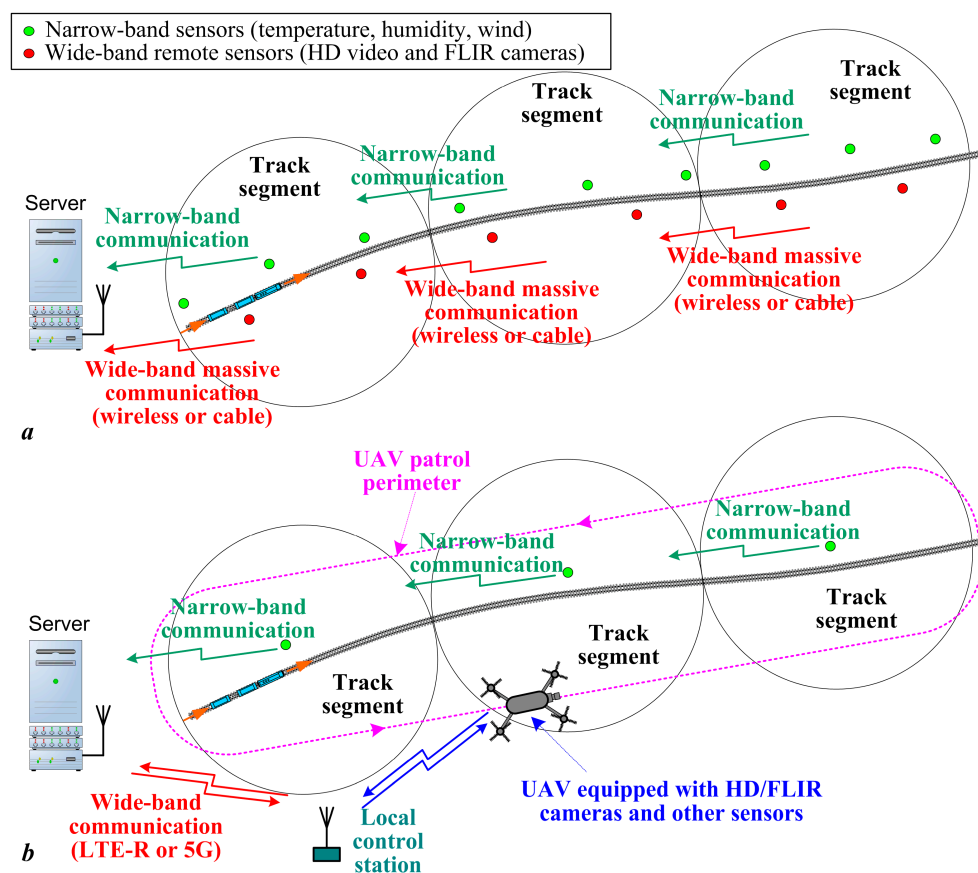 Narrow-band sensors (temperature, humidity, wind)
Wide-band remote sensors (HD video and FLIR cameras)
Track
segment
Track
segment
Track
segment
Narrow-band
communication
Narrow-band
communication
Narrow-band
communication
Server
Wide-band massive
communication
(wireless or cable)
Wide-band massive
communication
(wireless or cable)
Wide-band massive
communication
(wireless or cable)
a
UAV patrol
perimeter
Narrow-band
communication
Narrow-band
communication
Narrow-band
communication
Server
Track
segment
Track
segment
Track
segment
UAV equipped with HD/FLIR
cameras and other sensors
Wide-band
communication
(LTE-R or 5G)
Local
control
station
b